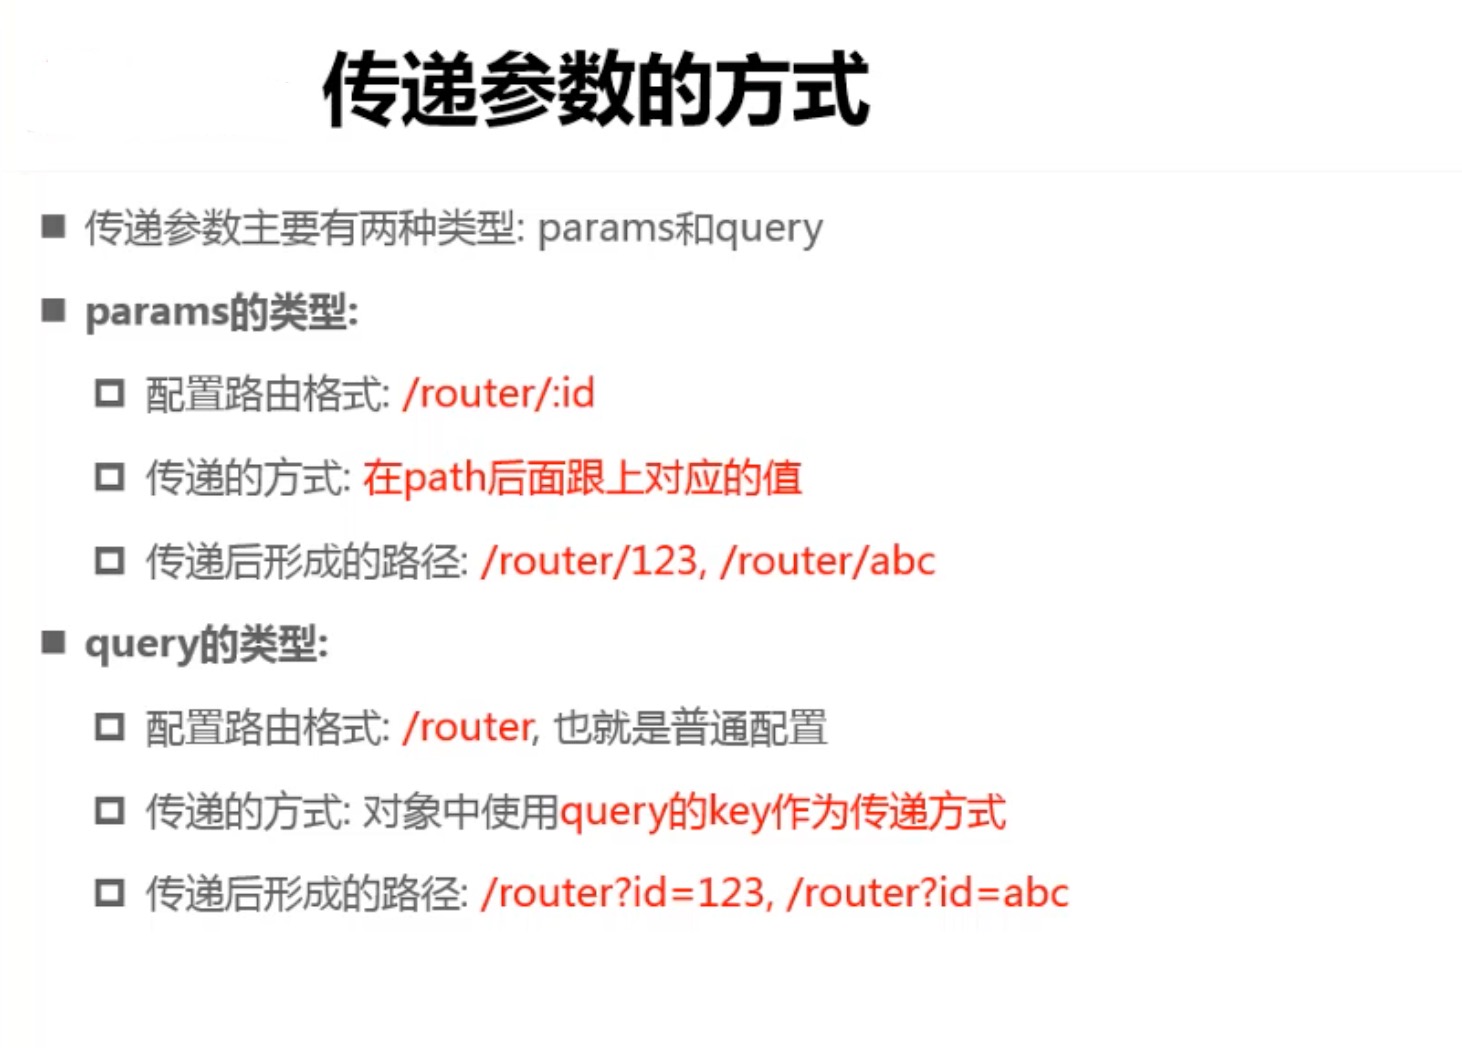 传递参数的方式
传递参数主要有两种类型: params和query
params的类型:
配置路由格式: /router/:id
传递的方式: 在path后面跟上对应的值
传递后形成的路径: /router/123, /router/abc
query的类型:
配置路由格式: /router, 也就是普通配置
传递的方式: 对象中使用query的key作为传递方式
传递后形成的路径: /router?id=123, /router?id=abc